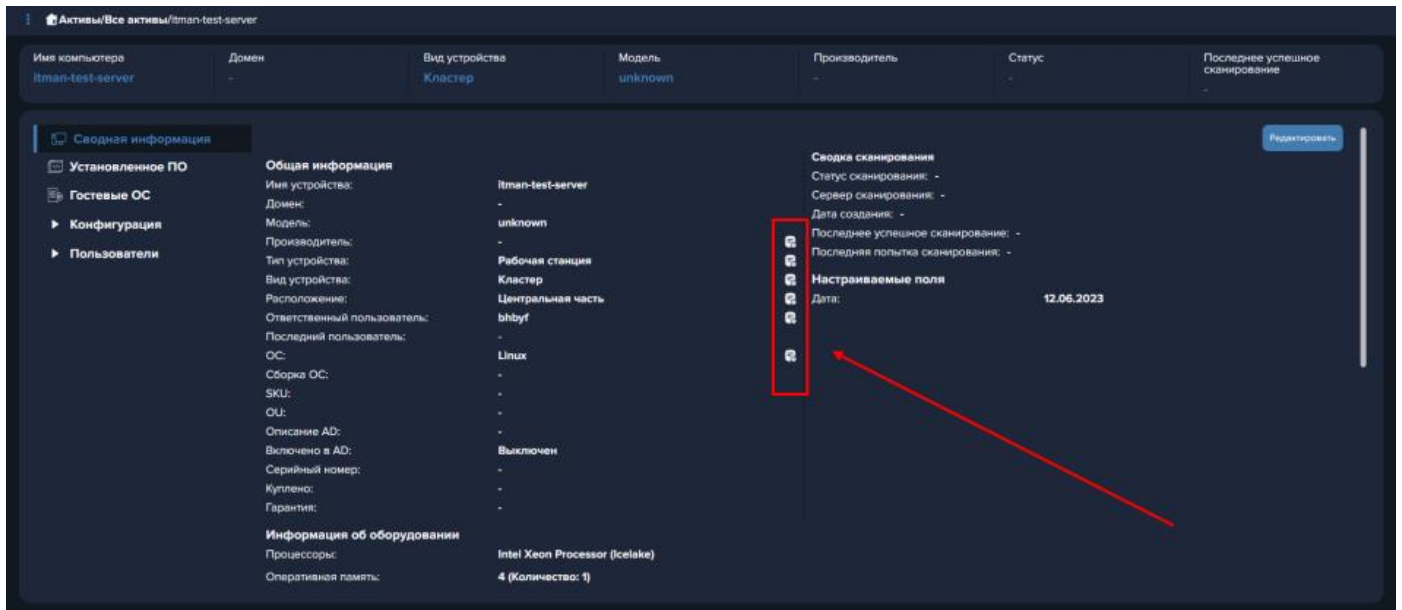 Активы/Все активы/itman-test-server
Имя компьютера
itman-test-server
Домен
-
Вид устройства
Кластер
Модель
unknown
Производитель
-
Статус
-
Последнее успешное
сканирование
-
Сводная информация
Установленное ПО
Гостевые ОС
Конфигурация
Пользователи
Общая информация
Имя устройства: itman-test-server
Домен: -
Модель: unknown
Производитель: -
Тип устройства: Рабочая станция
Вид устройства: Кластер
Расположение: Центральная часть
Ответственный пользователь: bhbyf
Последний пользователь: -
ОС: Linux
Сборка ОС: -
SKU: -
OU: -
Описание AD: -
Включено в AD: Выключен
Серийный номер: -
Куплено: -
Гарантия: -
Информация об оборудовании
Процессоры: Intel Xeon Processor (Icelake)
Оперативная память: 4 (Количество: 1)
Редактировать
Сводка сканирования
Статус сканирования: -
Сервер сканирования: -
Дата создания: -
Последнее успешное сканирование: -
Последняя попытка сканирования: -
Настраиваемые поля
Дата: 12.06.2023